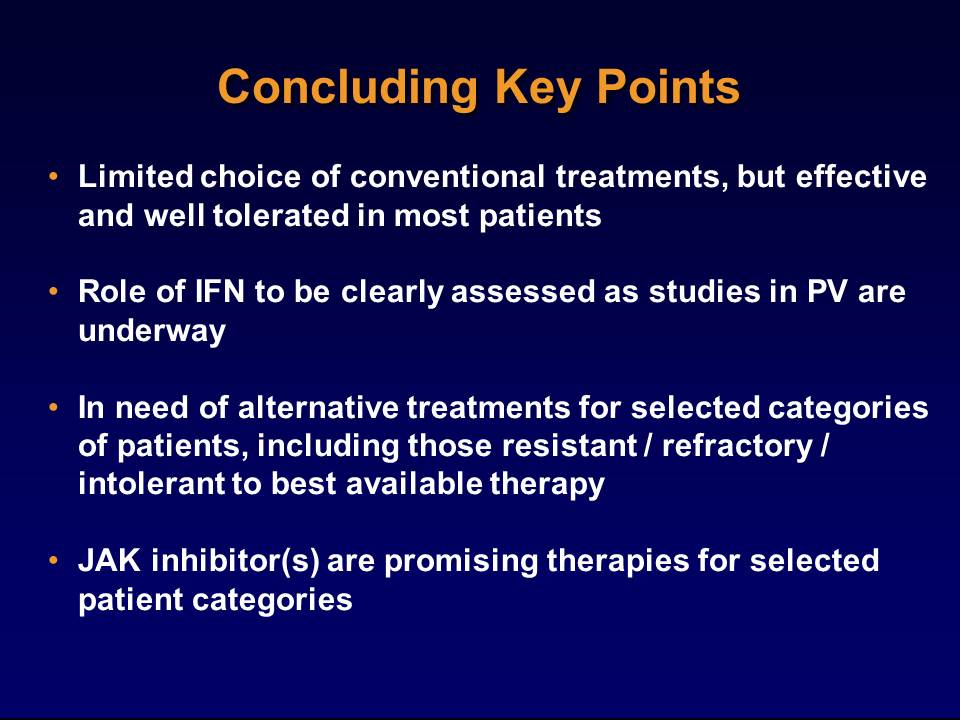 Concluding Key Points
• Limited choice of conventional treatments, but effective
and well tolerated in most patients
• Role of IFN to be clearly assessed as studies in PV are
underway
• In need of alternative treatments for selected categories
of patients, including those resistant / refractory /
intolerant to best available therapy
• JAK inhibitor(s) are promising therapies for selected
patient categories